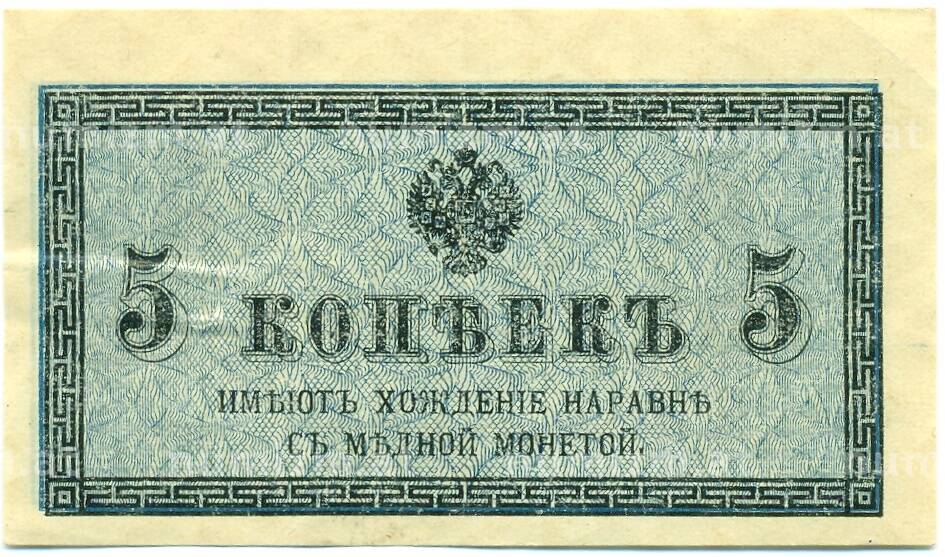 5 КОПѢЕКЪ 5
ИМѢЮТЪ ХОЖДЕНІЕ НАРАВНѢ
СЪ МѢДНОЙ МОНЕТОЙ.